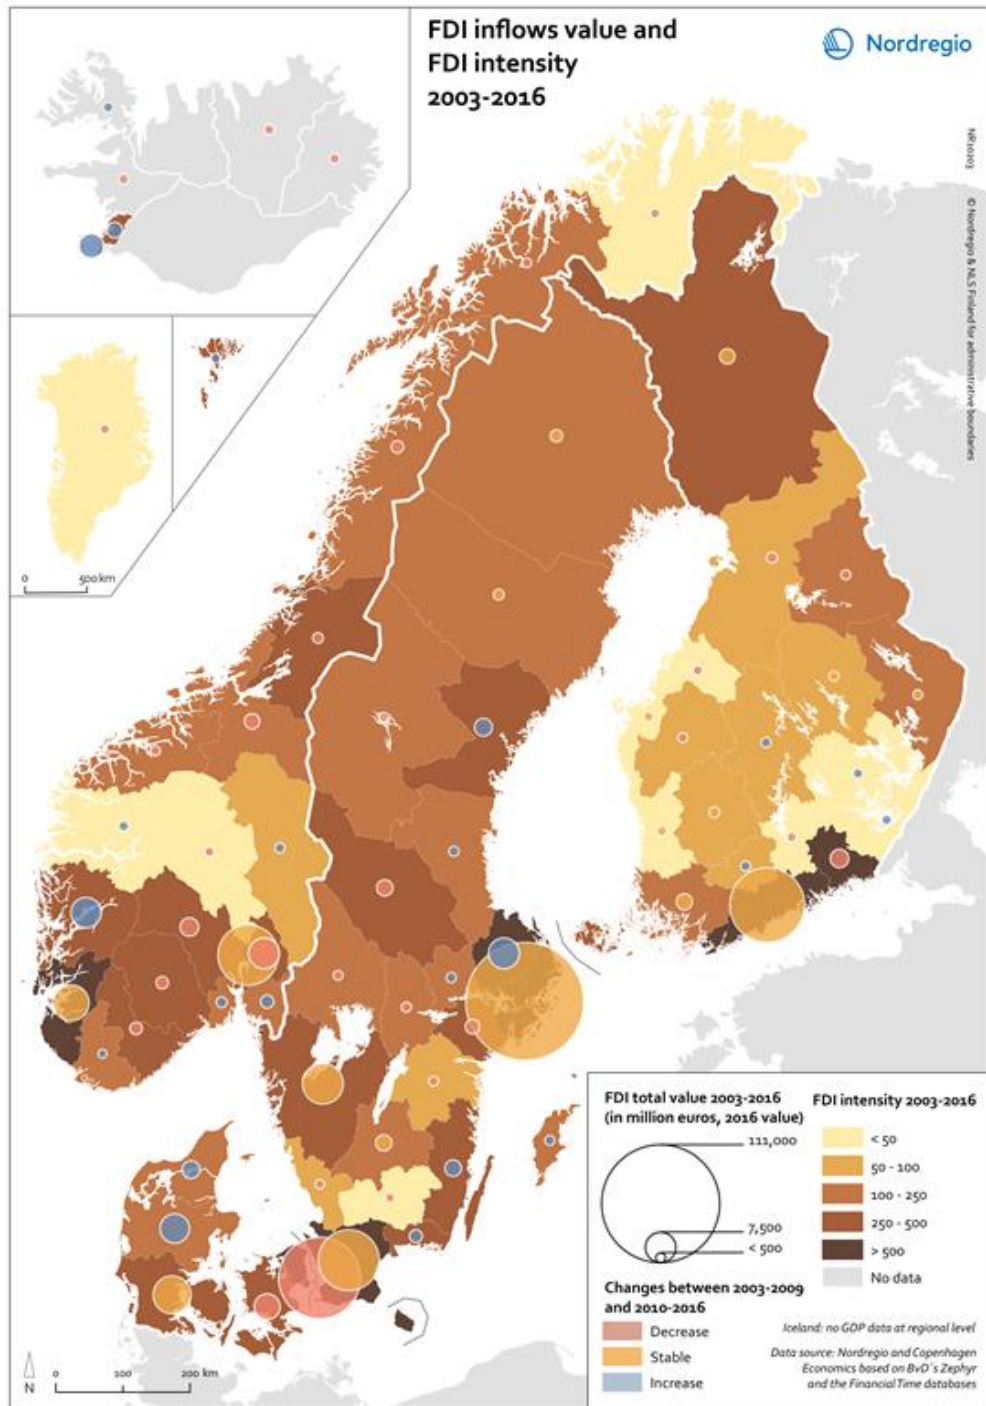 FDI inflows value and
FDI intensity
2003-2016
Nordregio
NR10203 © Nordregio & NLS Finland for administrative boundaries
0 500 km
FDI total value 2003-2016
(in million euros, 2016 value)
111,000
7,500
< 500
Changes between 2003-2009
and 2010-2016
Decrease
Stable
Increase
FDI intensity 2003-2016
< 50
50 - 100
100 - 250
250 - 500
> 500
No data
Iceland: no GDP data at regional level
Data source: Nordregio and Copenhagen
Economics based on BvD´s Zephyr
and the Financial Time databases
N
0 100 200 km